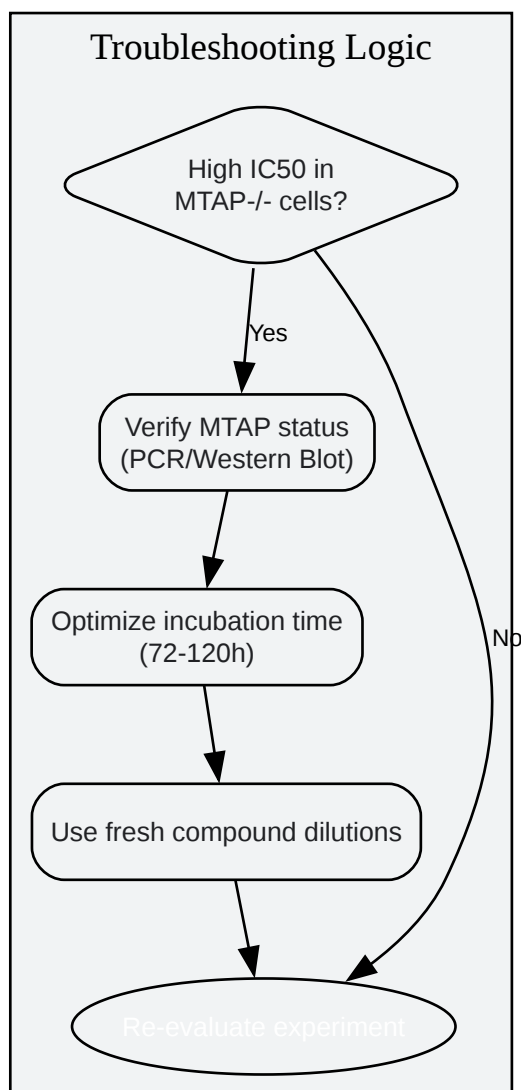 Troubleshooting Logic
High IC50 in
MTAP-/- cells?
Yes
Verify MTAP status
(PCR/Western Blot)
Optimize incubation time
(72-120h)
No
Use fresh compound dilutions
Re-evaluate experiment